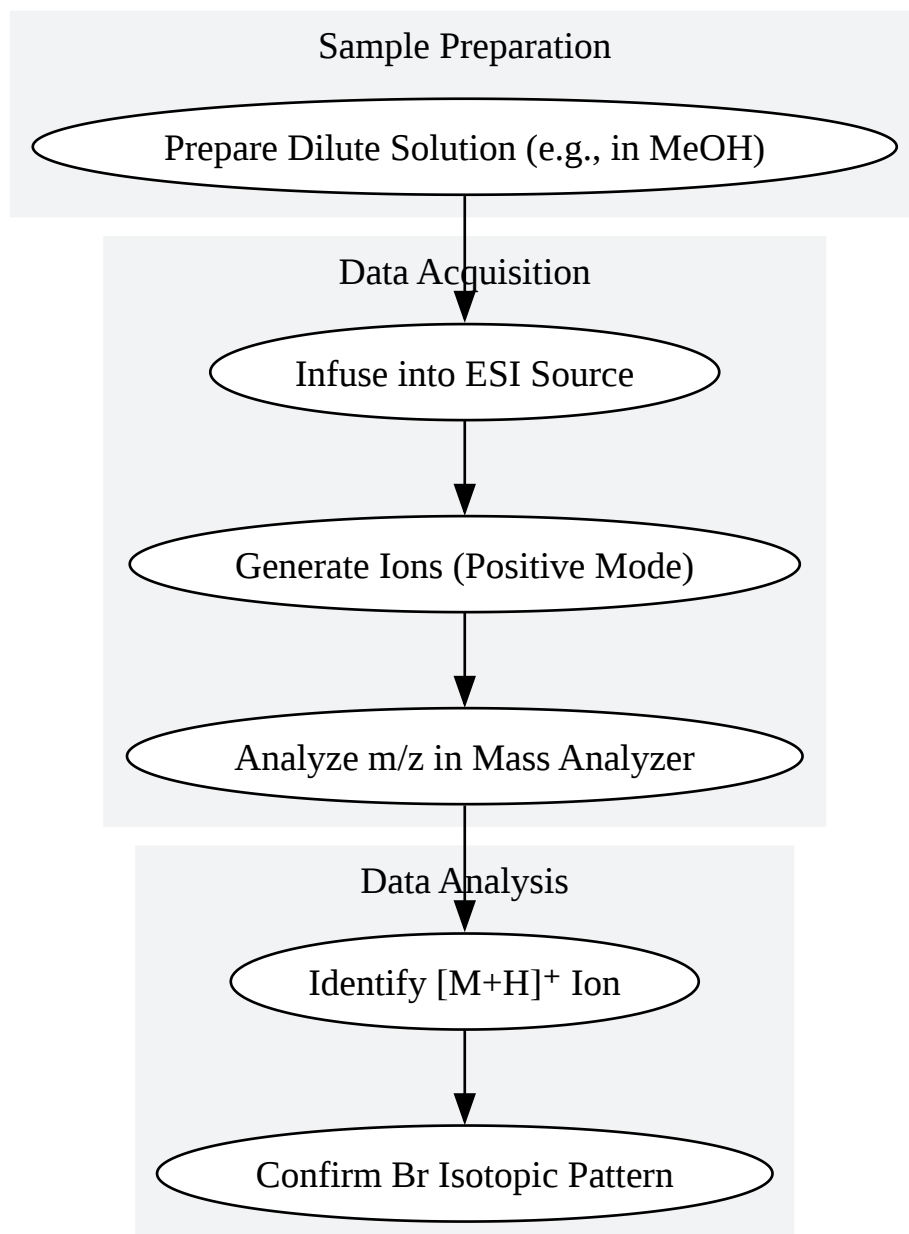 Sample Preparation
Prepare Dilute Solution (e.g., in MeOH)
Data Acquisition
Infuse into ESI Source
Generate Ions (Positive Mode)
Analyze m/z in Mass Analyzer
Data Analysis
Identify [M+H]⁺ Ion
Confirm Br Isotopic Pattern